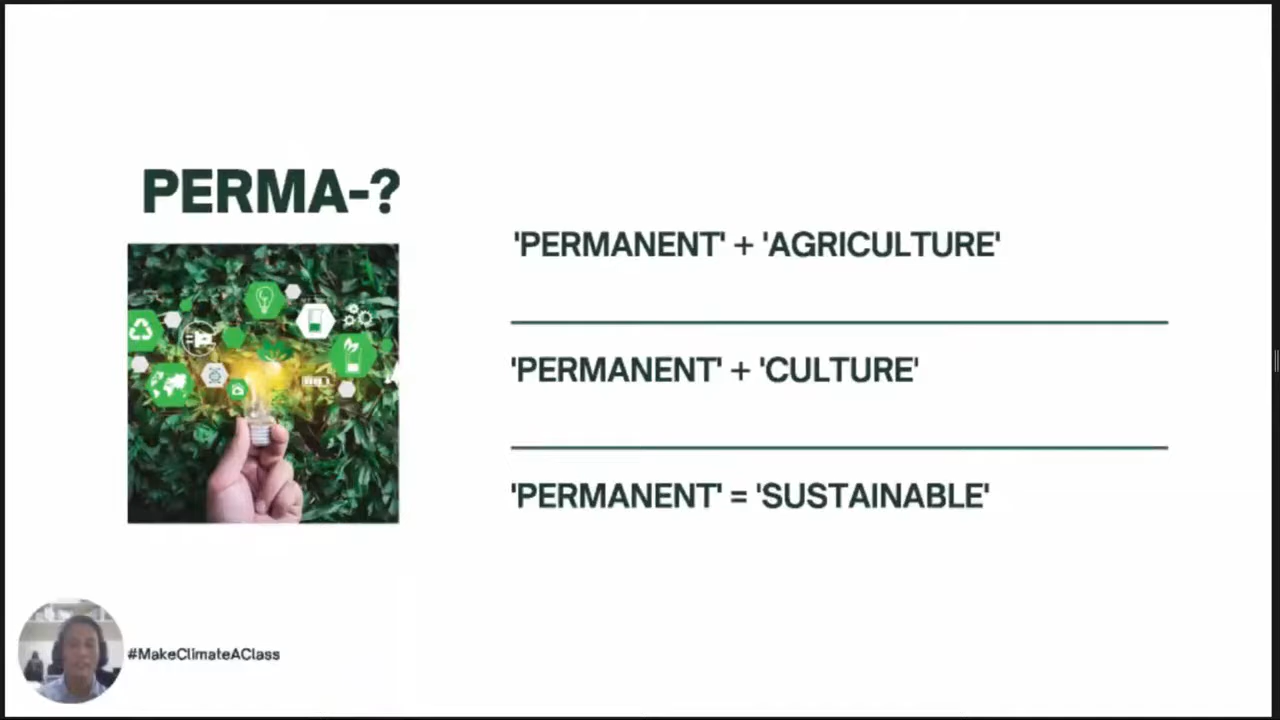 PERMA-?
'PERMANENT' + 'AGRICULTURE'
'PERMANENT' + 'CULTURE'
'PERMANENT' = 'SUSTAINABLE'
#MakeClimateAClass